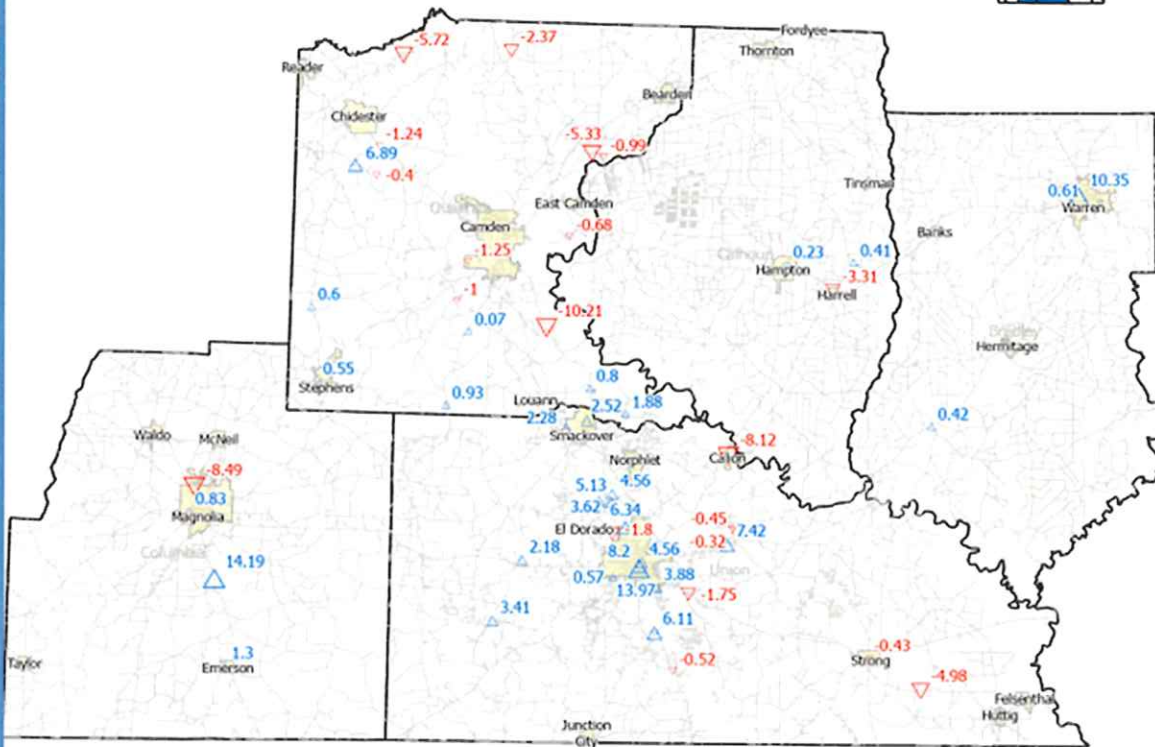 -5.72
-2.37
Fordyce
Thornton
Reader
Bearden
Chidester
-1.24
-5.33
-0.99
6.89
-0.4
Tinsman
0.61
10.35
Warren
East Camden
Camden
-0.68
Banks
-1.25
Calhoun
0.23
0.41
Hampton
-3.31
Harrell
0.6
-1
-10.21
0.07
Bradley
Hermitage
0.55
Stephens
0.8
0.93
Louann
2.52
1.88
2.28
0.42
Smackover
Waldo
McNeil
-8.12
Calion
Norphlet
-8.49
5.13
4.56
0.83
3.62
6.34
Magnolia
El Dorado
-1.8
-0.45
7.42
-0.32
Columbia
2.18
8.2
4.56
14.19
Union
0.57
3.88
13.97
-1.75
3.41
6.11
1.3
-0.43
Taylor
Emerson
-0.52
Strong
-4.98
Felsenthal
Huttig
Junction
City